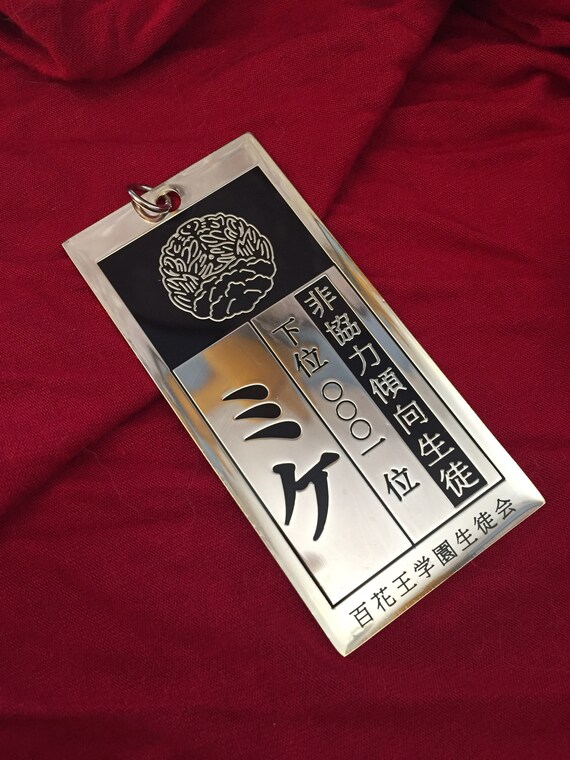 非協力傾向生徒
下位〇〇〇一位
ミケ
百花王学園生徒会